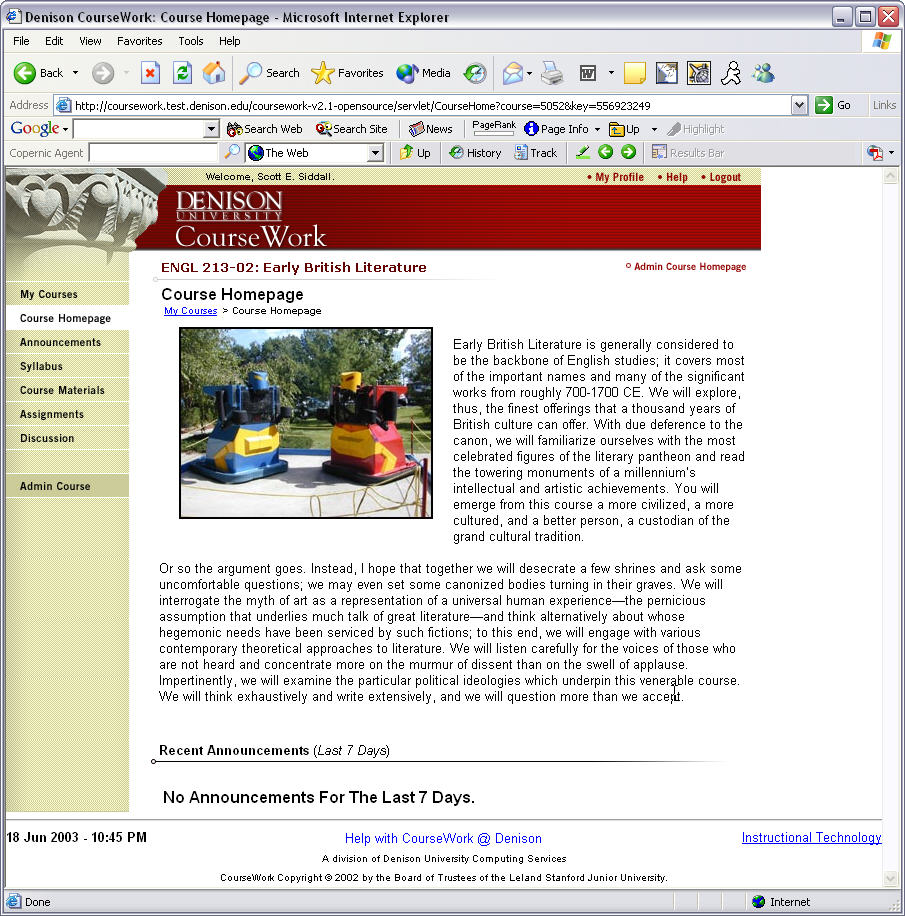 Denison CourseWork: Course Homepage - Microsoft Internet Explorer
File Edit View Favorites Tools Help
Back Search Favorites Media
Address http://coursework.test.denison.edu/coursework-v2.1-opensource/servlet/CourseHome?course=5052&key=556923249 Go Links
Google Search Web Search Site News PageRank Page Info Up Highlight
Copernic Agent The Web Up History Track Results Bar
Welcome, Scott E. Siddall. • My Profile • Help • Logout
DENISON
UNIVERSITY
CourseWork
ENGL 213-02: Early British Literature Admin Course Homepage
Course Homepage
My Courses > Course Homepage
My Courses
Course Homepage
Announcements
Syllabus
Course Materials
Assignments
Discussion
Admin Course
Early British Literature is generally considered to
be the backbone of English studies; it covers most
of the important names and many of the significant
works from roughly 700-1700 CE. We will explore,
thus, the finest offerings that a thousand years of
British culture can offer. With due deference to the
canon, we will familiarize ourselves with the most
celebrated figures of the literary pantheon and read
the towering monuments of a millennium's
intellectual and artistic achievements. You will
emerge from this course a more civilized, a more
cultured, and a better person, a custodian of the
grand cultural tradition.
Or so the argument goes. Instead, I hope that together we will desecrate a few shrines and ask some
uncomfortable questions; we may even set some canonized bodies turning in their graves. We will
interrogate the myth of art as a representation of a universal human experience—the pernicious
assumption that underlies much talk of great literature—and think alternatively about whose
hegemonic needs have been serviced by such fictions; to this end, we will engage with various
contemporary theoretical approaches to literature. We will listen carefully for the voices of those who
are not heard and concentrate more on the murmur of dissent than on the swell of applause.
Impertinently, we will examine the particular political ideologies which underpin this venerable course.
We will think exhaustively and write extensively, and we will question more than we accept.
Recent Announcements (Last 7 Days)
No Announcements For The Last 7 Days.
18 Jun 2003 - 10:45 PM Help with CourseWork @ Denison Instructional Technology
A division of Denison University Computing Services
CourseWork Copyright © 2002 by the Board of Trustees of the Leland Stanford Junior University.
Done Internet